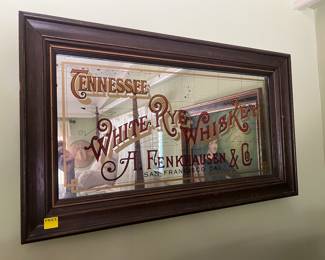 TENNESSEE
WHITE RYE WHISKEY
A. FENKHAUSEN & CO.
SAN FRANCISCO CAL.